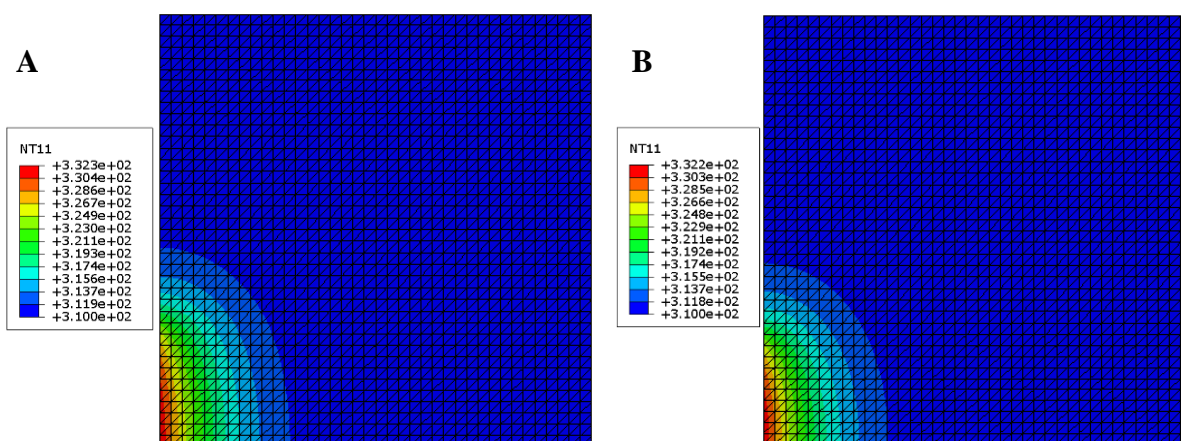 A
NT11
+3.323e+02
+3.304e+02
+3.286e+02
+3.267e+02
+3.249e+02
+3.230e+02
+3.211e+02
+3.193e+02
+3.174e+02
+3.156e+02
+3.137e+02
+3.119e+02
+3.100e+02
B
NT11
+3.322e+02
+3.303e+02
+3.285e+02
+3.266e+02
+3.248e+02
+3.229e+02
+3.211e+02
+3.192e+02
+3.174e+02
+3.155e+02
+3.137e+02
+3.118e+02
+3.100e+02